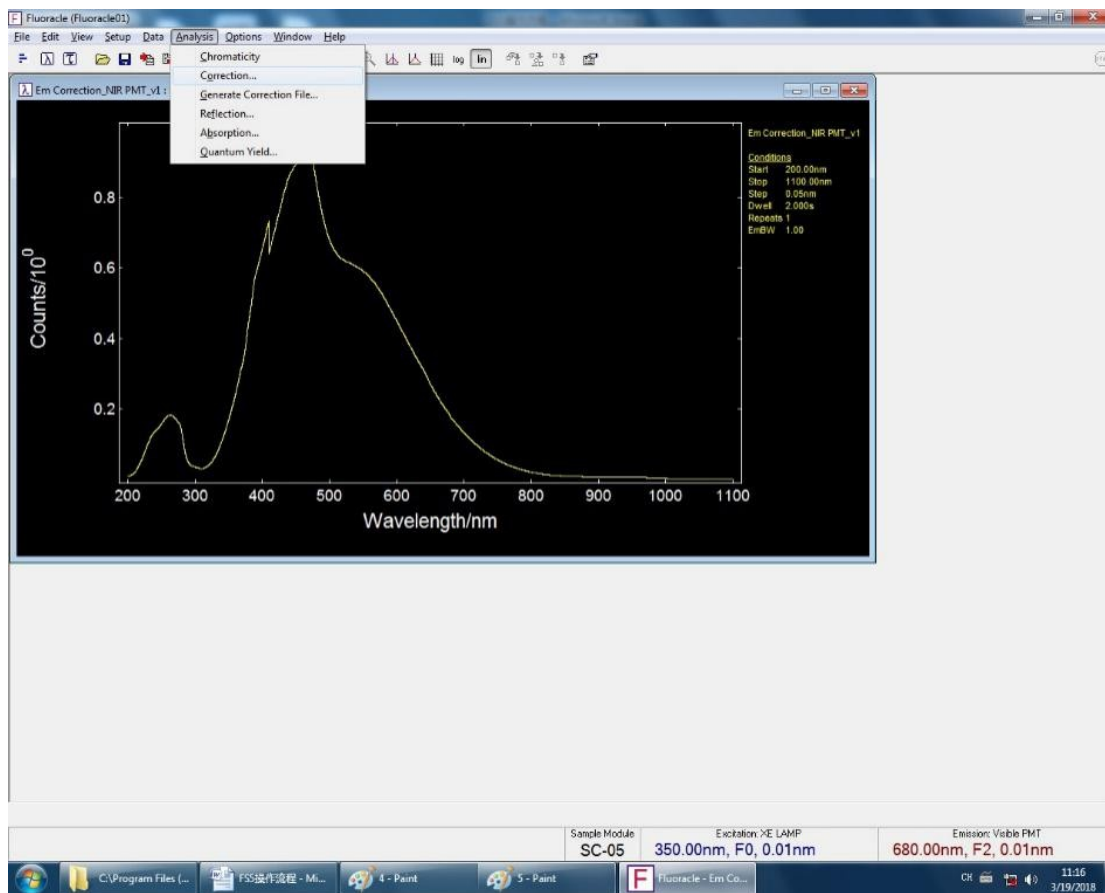 Fluoracle (Fluoracle01)
File Edit View Setup Data Analysis Options Window Help
log lin
Chromaticity
Correction...
Generate Correction File...
Reflection...
Absorption...
Quantum Yield...
Em Correction_NIR PMT_v1 :
Em Correction_NIR PMT_v1
Conditions
Start 200.00nm
Stop 1100.00nm
Step 0.05nm
Dwell 2.000s
Repeats 1
EmBW 1.00
Counts/10⁰
0.8
0.6
0.4
0.2
200 300 400 500 600 700 800 900 1000 1100
Wavelength/nm
Sample Module
SC-05
Excitation: XE LAMP
350.00nm, F0, 0.01nm
Emission: Visible PMT
680.00nm, F2, 0.01nm
C:\Program Files (...
FS5操作流程 - Mi...
4 - Paint
5 - Paint
Fluoracle - Em Co...
CH
11:16
3/19/2018